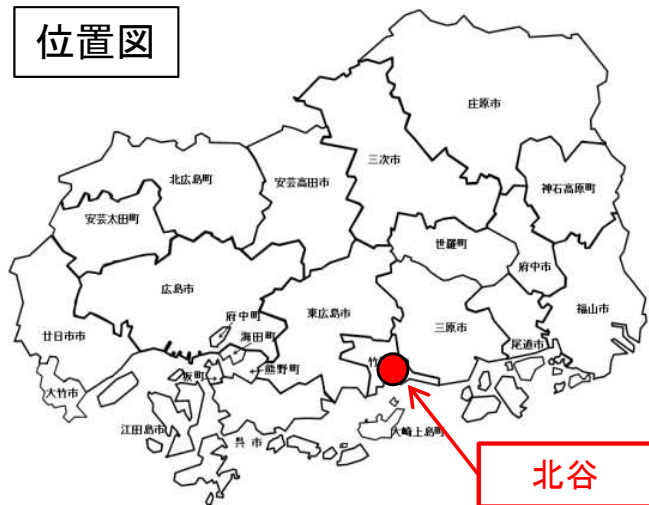 位置図
庄原市
三次市
北広島町
安芸高田市
神石高原町
安芸太田町
世羅町
府中市
広島市
東広島市
三原市
福山市
府中町
海田町
尾道市
廿日市市
竹
坂町
熊野町
大竹市
江田島市
呉市
大崎上島町
北谷